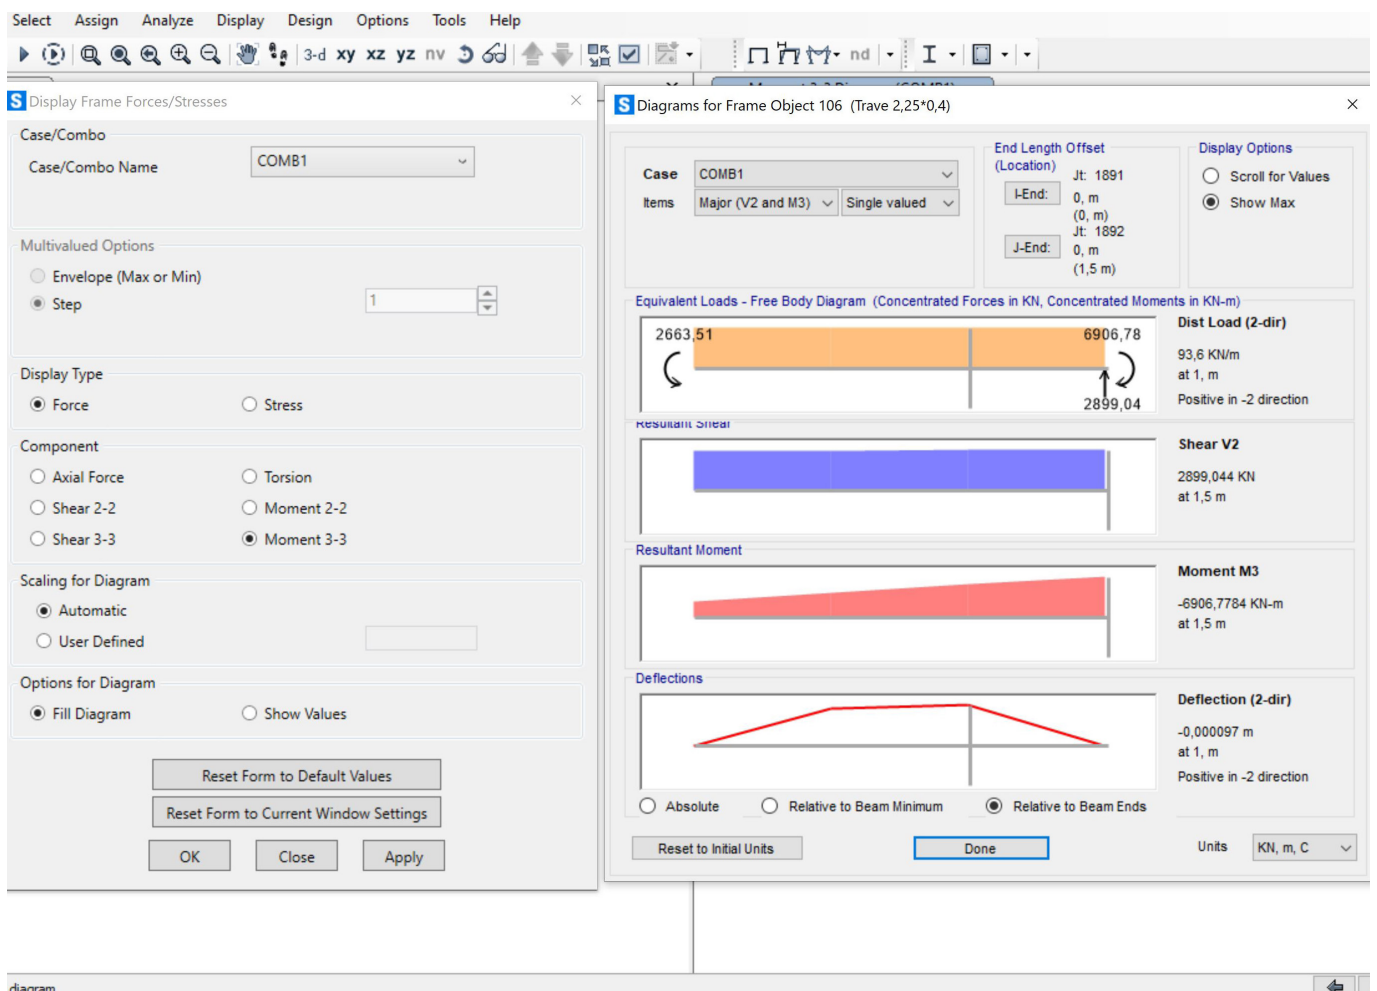 Select Assign Analyze Display Design Options Tools Help
3-d xy xz yz nv nd
S Display Frame Forces/Stresses
Case/Combo
Case/Combo Name COMB1
Multivalued Options
Envelope (Max or Min)
Step 1
Display Type
Force Stress
Component
Axial Force Torsion
Shear 2-2 Moment 2-2
Shear 3-3 Moment 3-3
Scaling for Diagram
Automatic
User Defined
Options for Diagram
Fill Diagram Show Values
Reset Form to Default Values
Reset Form to Current Window Settings
OK Close Apply
S Diagrams for Frame Object 106 (Trave 2,25*0,4)
Case COMB1
Items Major (V2 and M3) Single valued
End Length Offset
(Location)
Jt: 1891
I-End: 0, m
(0, m)
Jt: 1892
J-End: 0, m
(1,5 m)
Display Options
Scroll for Values
Show Max
Equivalent Loads - Free Body Diagram (Concentrated Forces in KN, Concentrated Moments in KN-m)
2663,51 6906,78
2899,04
Dist Load (2-dir)
93,6 KN/m
at 1, m
Positive in -2 direction
Resultant Shear
Shear V2
2899,044 KN
at 1,5 m
Resultant Moment
Moment M3
-6906,7784 KN-m
at 1,5 m
Deflections
Deflection (2-dir)
-0,000097 m
at 1, m
Positive in -2 direction
Absolute Relative to Beam Minimum Relative to Beam Ends
Reset to Initial Units Done Units KN, m, C
diagram